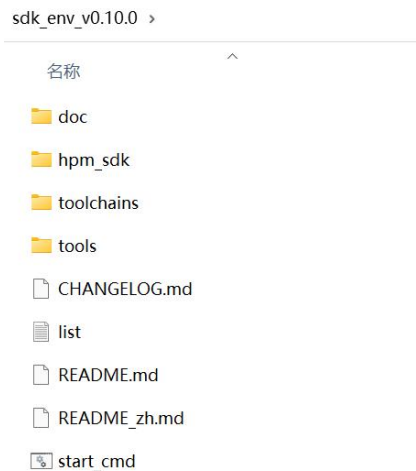 sdk_env_v0.10.0 >
名称
doc
hpm_sdk
toolchains
tools
CHANGELOG.md
list
README.md
README_zh.md
start_cmd